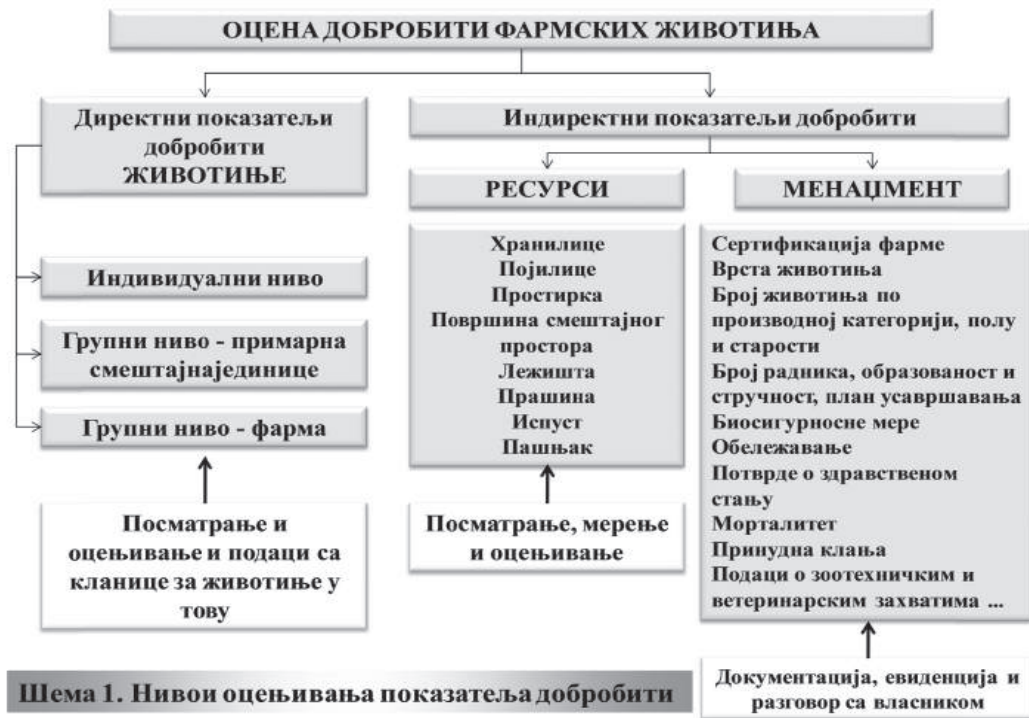 ОЦЕНА ДОБРОБИТИ ФАРМСКИХ ЖИВОТИЊА
Директни показатељи
добробити
ЖИВОТИЊЕ
Индиректни показатељи добробити
РЕСУРСИ
МЕНАЏМЕНТ
Индивидуални ниво
Групни ниво - примарна
смештајнајединице
Групни ниво - фарма
Посматрање и
оцењивање и подаци са
кланице за животиње у
тову
Хранилице
Појилице
Простирка
Површина смештајног
простора
Лежишта
Прашина
Испуст
Пашњак
Посматрање, мерење
и оцењивање
Сертификација фарме
Врста животиња
Број животиња по
производној категорији, полу
и старости
Број радника, образованост и
стручност, план усавршавања
Биосигурносне мере
Обележавање
Потврде о здравственом
стању
Морталитет
Принудна клања
Подаци о зоотехничким и
ветеринарским захватима ...
Документација, евиденција и
разговор са власником
Шема 1. Нивои оцењивања показатеља добробити